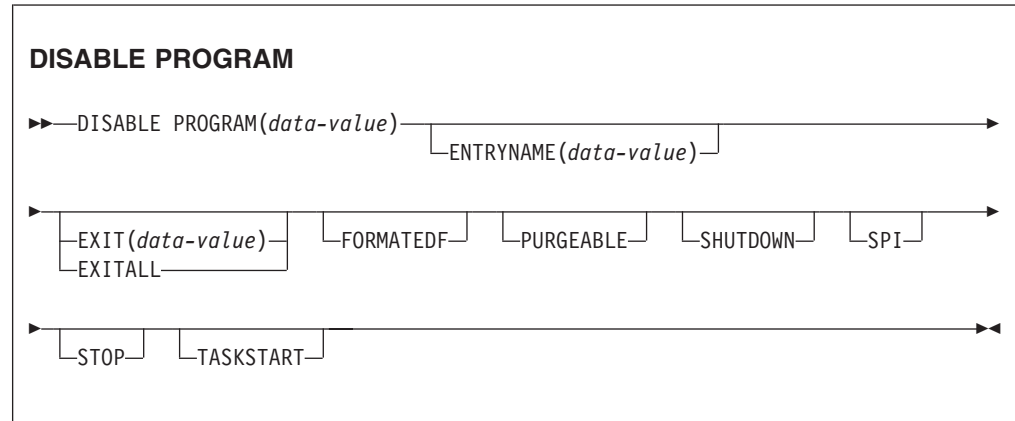 DISABLE PROGRAM
DISABLE PROGRAM(data-value)
ENTRYNAME(data-value)
EXIT(data-value) FORMATEDF PURGEABLE SHUTDOWN SPI
EXITALL
STOP TASKSTART